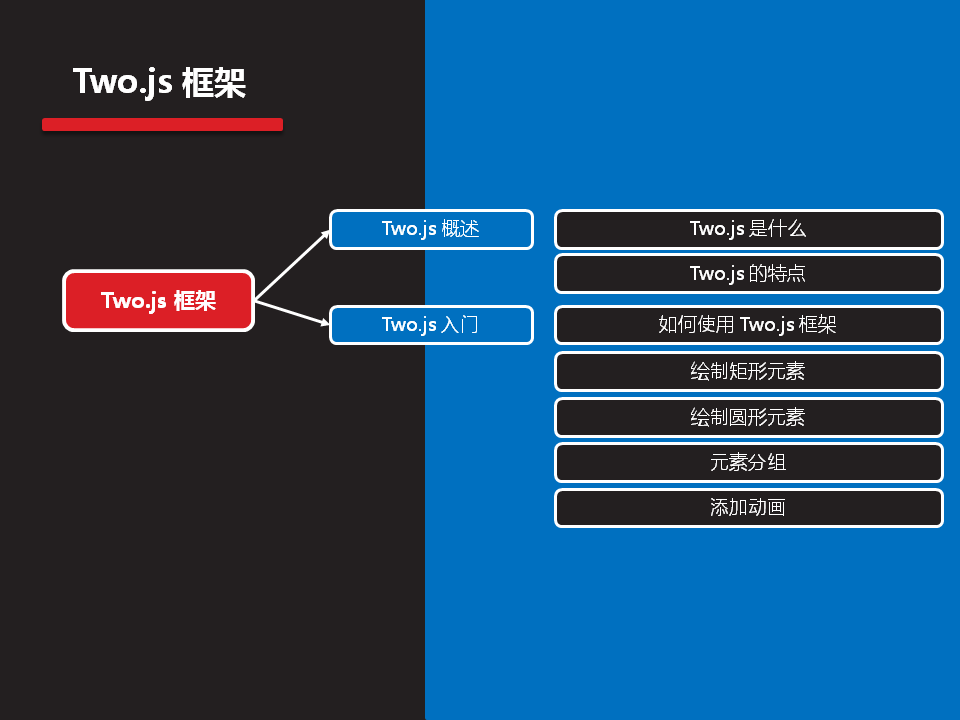 Two.js 框架
Two.js 框架
Two.js 概述
Two.js 是什么
Two.js 的特点
Two.js 入门
如何使用 Two.js 框架
绘制矩形元素
绘制圆形元素
元素分组
添加动画